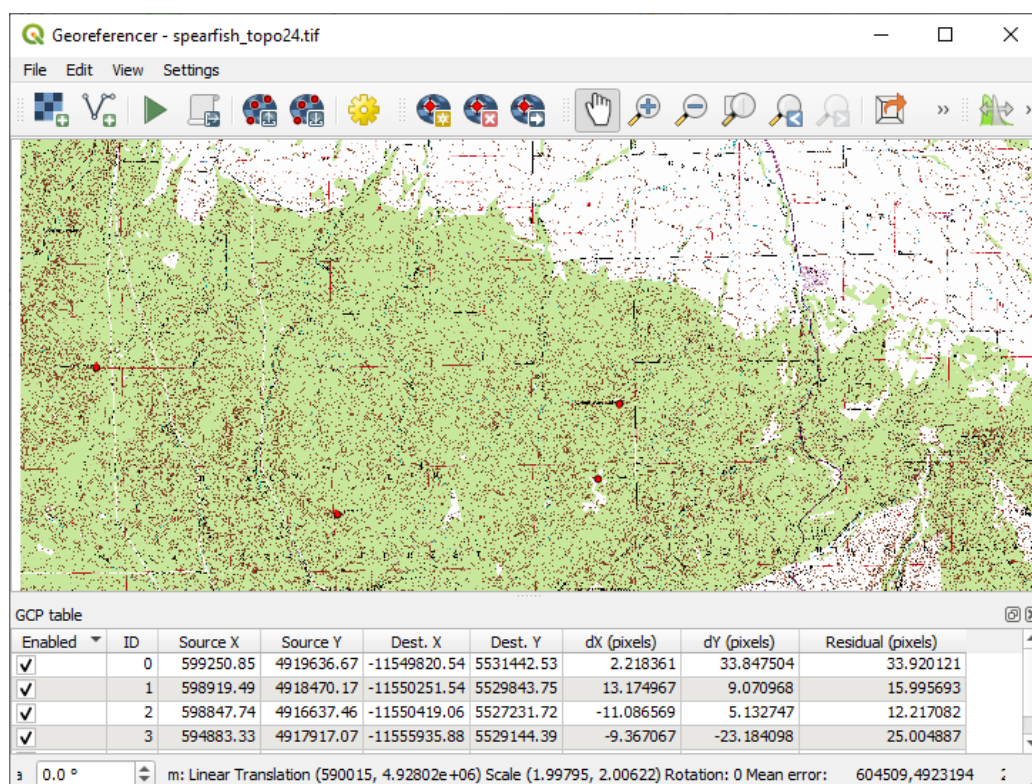 Georeferencer - spearfish_topo24.tif
File Edit View Settings
GCP table
Enabled ID Source X Source Y Dest. X Dest. Y dX (pixels) dY (pixels) Residual (pixels)
0 599250.85 4919636.67 -11549820.54 5531442.53 2.218361 33.847504 33.920121
1 598919.49 4918470.17 -11550251.54 5529843.75 13.174967 9.070968 15.995693
2 598847.74 4916637.46 -11550419.06 5527231.72 -11.086569 5.132747 12.217082
3 594883.33 4917917.07 -11555935.88 5529144.39 -9.367067 -23.184098 25.004887
0.0 ° m: Linear Translation (590015, 4.92802e+06) Scale (1.99795, 2.00622) Rotation: 0 Mean error: 604509,4923194